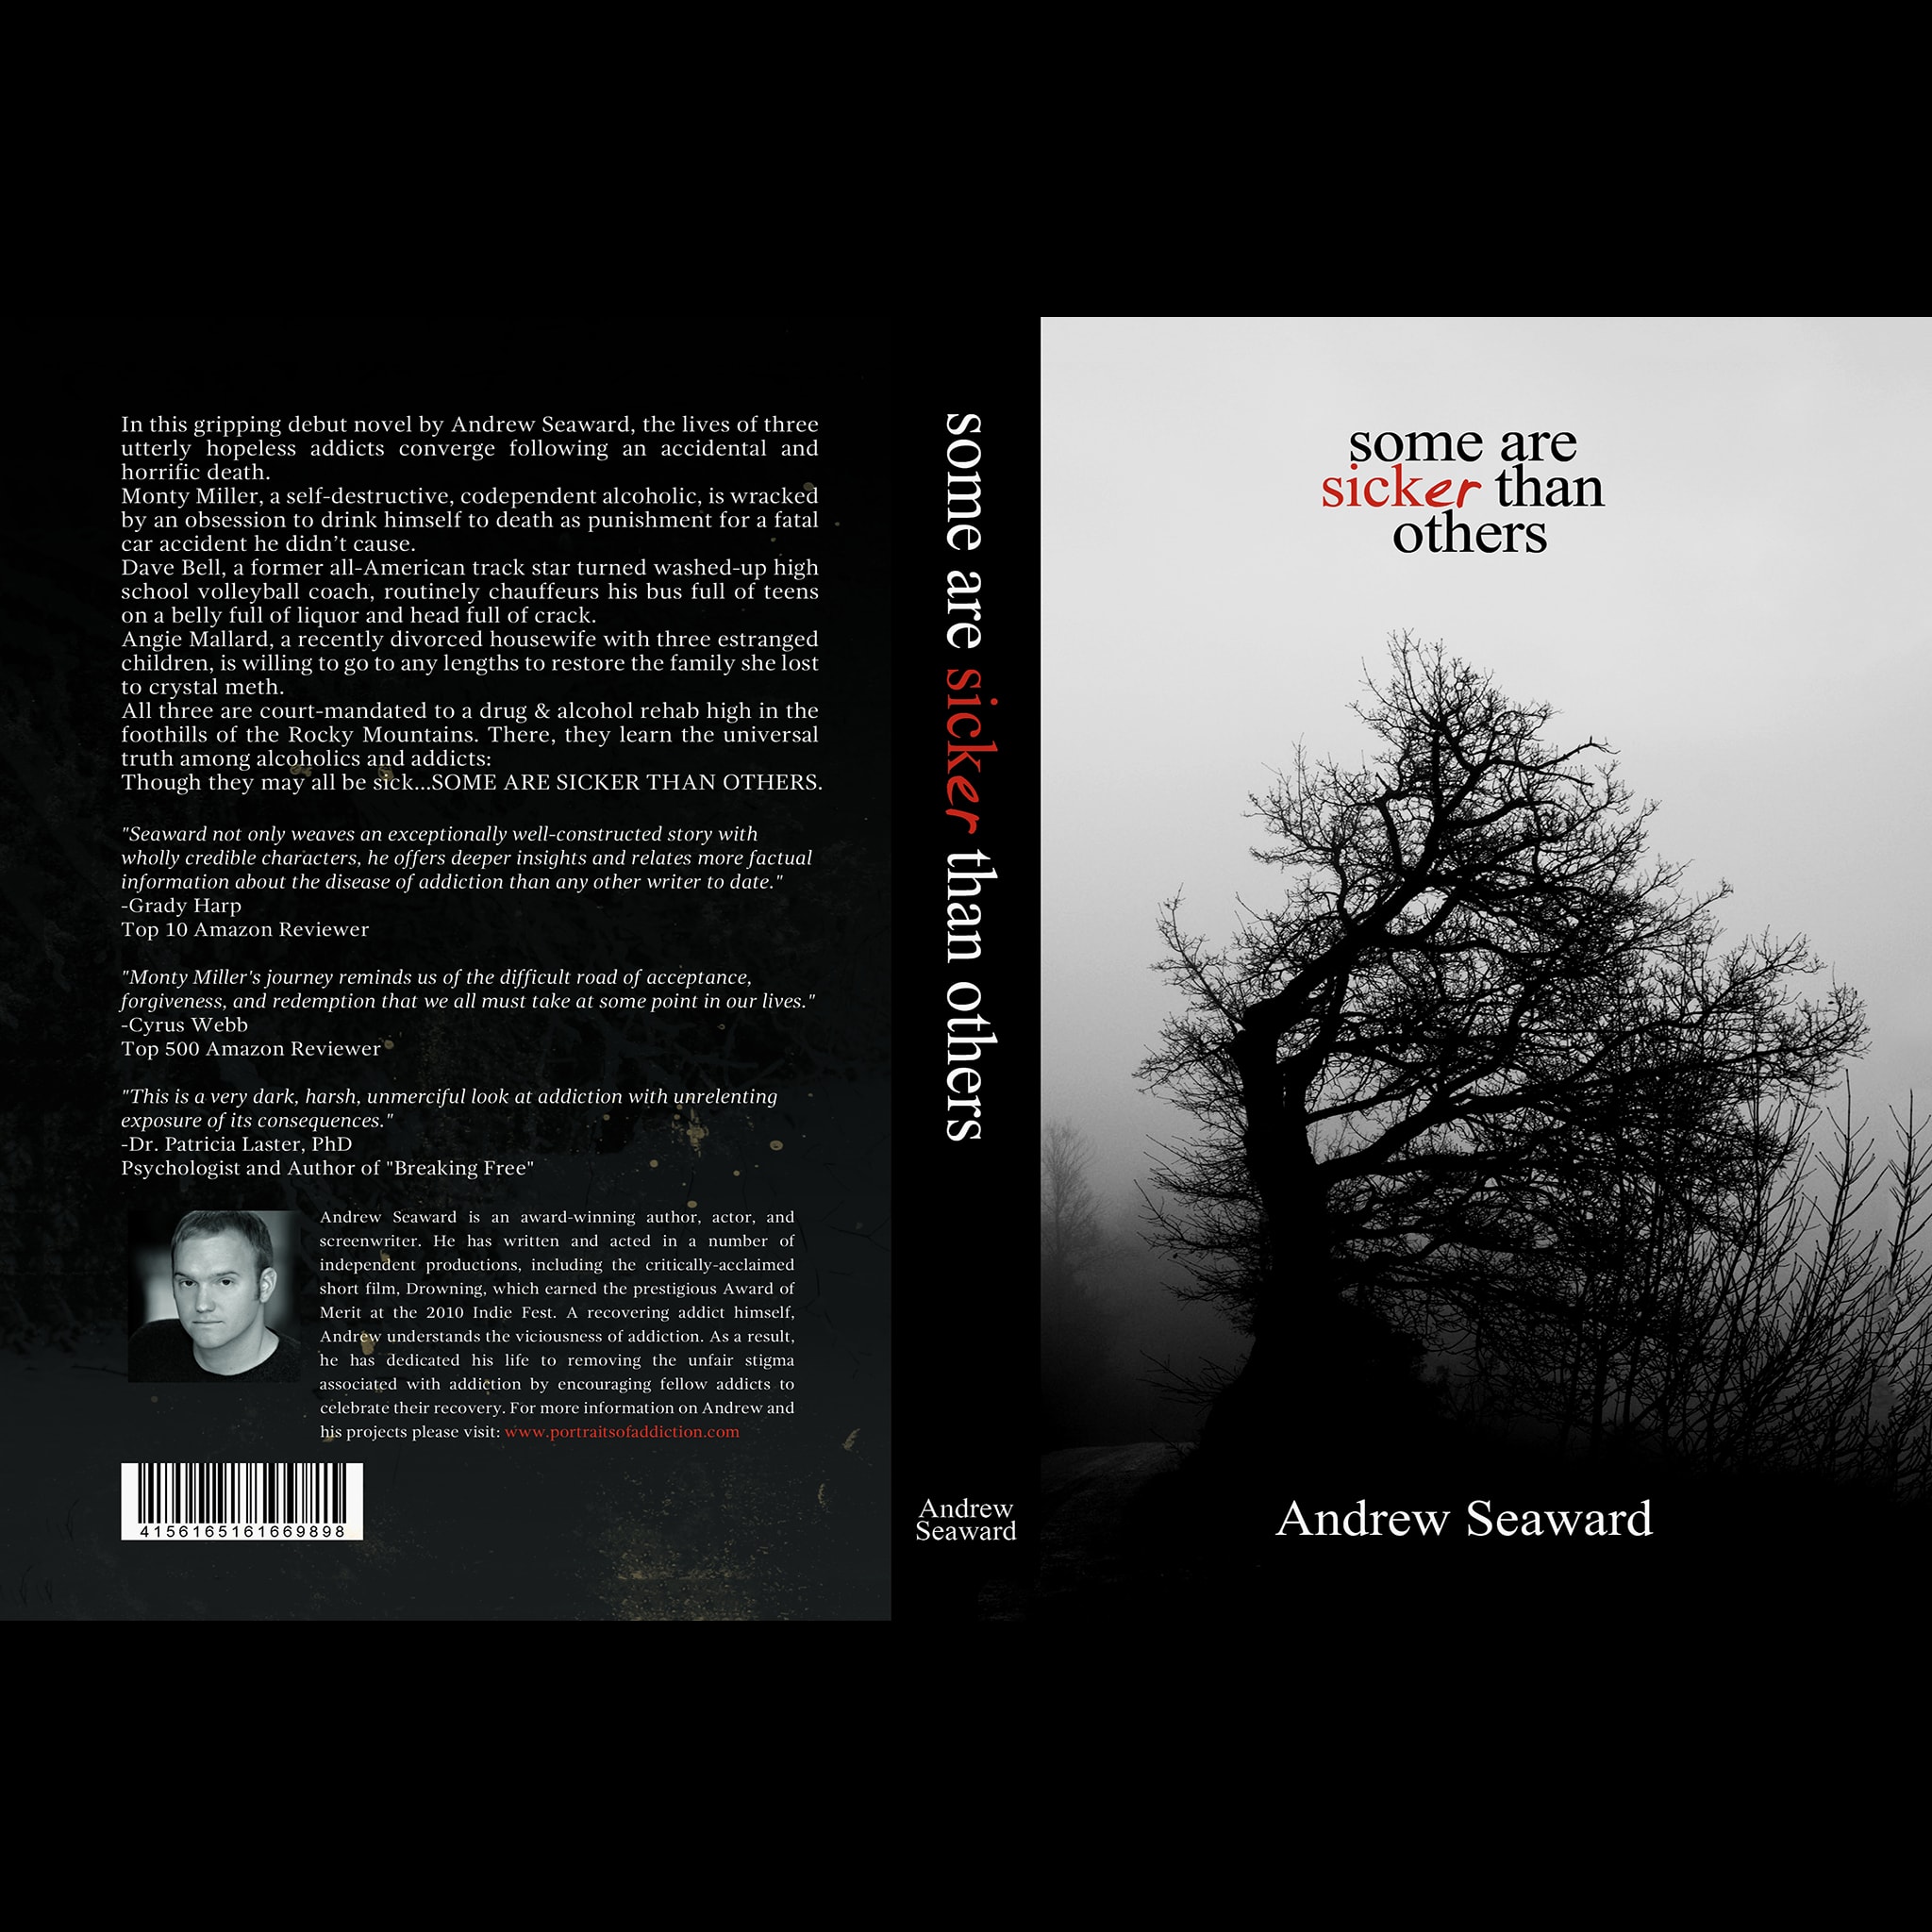 In this gripping debut novel by Andrew Seaward, the lives of three
utterly hopeless addicts converge following an accidental and
horrific death.
Monty Miller, a self-destructive, codependent alcoholic, is wracked
by an obsession to drink himself to death as punishment for a fatal
car accident he didn’t cause.
Dave Bell, a former all-American track star turned washed-up high
school volleyball coach, routinely chauffeurs his bus full of teens
on a belly full of liquor and head full of crack.
Angie Mallard, a recently divorced housewife with three estranged
children, is willing to go to any lengths to restore the family she lost
to crystal meth.
All three are court-mandated to a drug & alcohol rehab high in the
foothills of the Rocky Mountains. There, they learn the universal
truth among alcoholics and addicts:
Though they may all be sick...SOME ARE SICKER THAN OTHERS.
"Seaward not only weaves an exceptionally well-constructed story with
wholly credible characters, he offers deeper insights and relates more factual
information about the disease of addiction than any other writer to date."
-Grady Harp
Top 10 Amazon Reviewer
"Monty Miller's journey reminds us of the difficult road of acceptance,
forgiveness, and redemption that we all must take at some point in our lives."
-Cyrus Webb
Top 500 Amazon Reviewer
"This is a very dark, harsh, unmerciful look at addiction with unrelenting
exposure of its consequences."
-Dr. Patricia Laster, PhD
Psychologist and Author of "Breaking Free"
Andrew Seaward is an award-winning author, actor, and
screenwriter. He has written and acted in a number of
independent productions, including the critically-acclaimed
short film, Drowning, which earned the prestigious Award of
Merit at the 2010 Indie Fest. A recovering addict himself,
Andrew understands the viciousness of addiction. As a result,
he has dedicated his life to removing the unfair stigma
associated with addiction by encouraging fellow addicts to
celebrate their recovery. For more information on Andrew and
his projects please visit: www.portraitsofaddiction.com
4156165161669898
some are sicker than others
Andrew
Seaward
some are
sicker than
others
Andrew Seaward